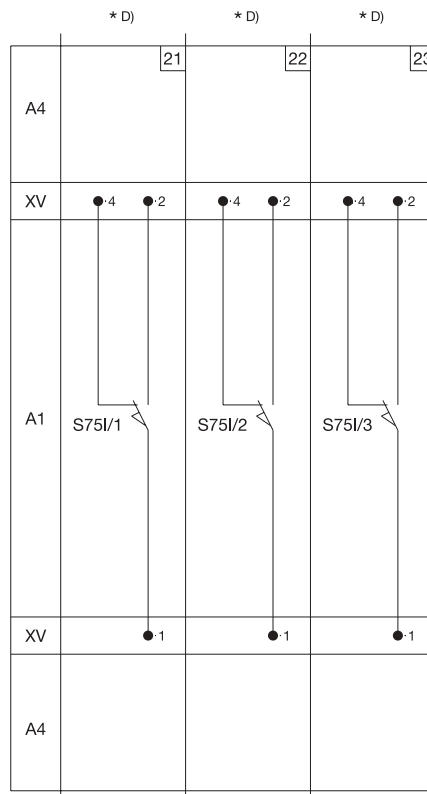 * D) * D) * D)
21 22 23
A4
XV ·4 ·2 ·4 ·2 ·4 ·2
A1 S75I/1 S75I/2 S75I/3
XV ·1 ·1 ·1
A4